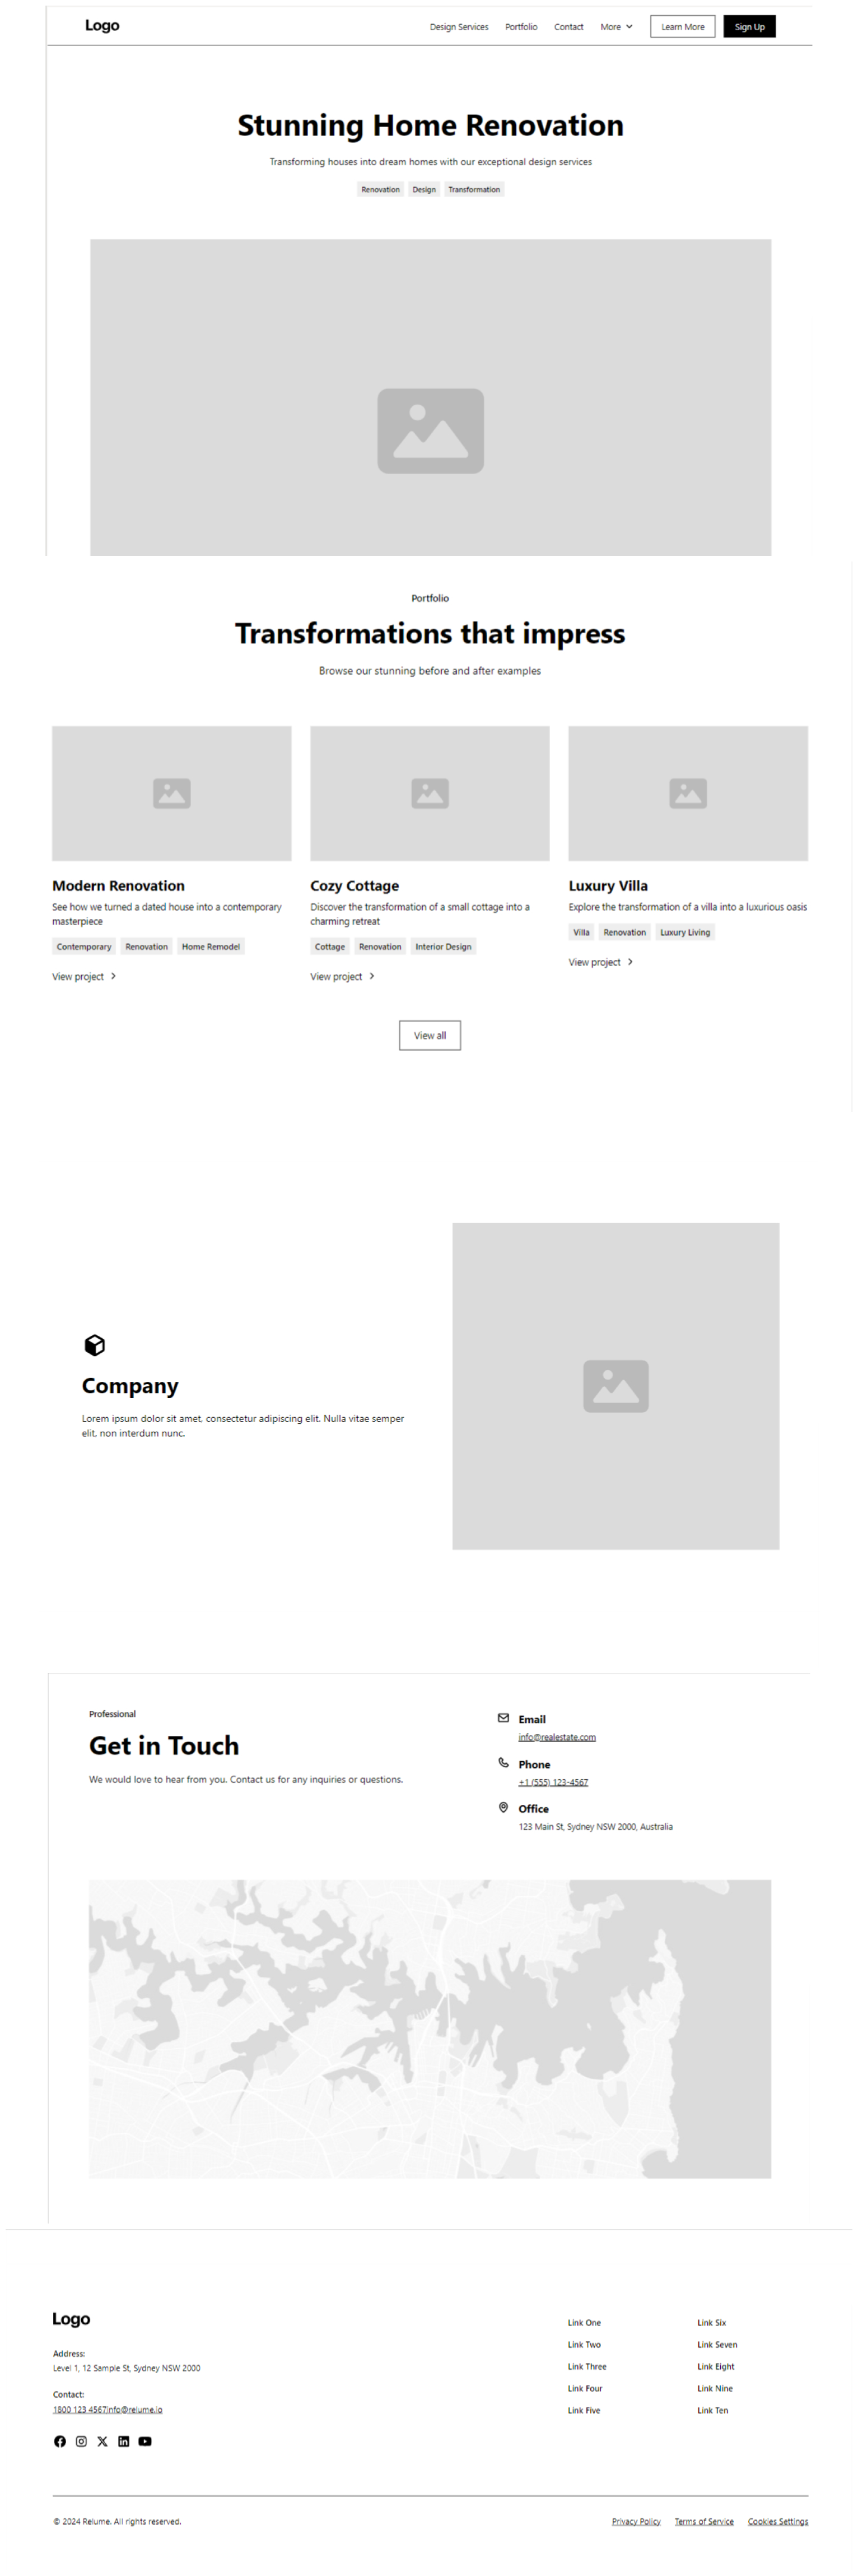 Logo
Design Services Portfolio Contact More Learn More Sign Up
Stunning Home Renovation
Transforming houses into dream homes with our exceptional design services
Renovation Design Transformation
Portfolio
Transformations that impress
Browse our stunning before and after examples
Modern Renovation
See how we turned a dated house into a contemporary
masterpiece
Contemporary Renovation Home Remodel
View project
Cozy Cottage
Discover the transformation of a small cottage into a
charming retreat
Cottage Renovation Interior Design
View project
Luxury Villa
Explore the transformation of a villa into a luxurious oasis
Villa Renovation Luxury Living
View project
View all
Company
Lorem ipsum dolor sit amet, consectetur adipiscing elit. Nulla vitae semper
elit, non interdum nunc.
Professional
Get in Touch
We would love to hear from you. Contact us for any inquiries or questions.
Email
info@realestate.com
Phone
+1 (555) 123-4567
Office
123 Main St, Sydney NSW 2000, Australia
Logo
Address:
Level 1, 12 Sample St, Sydney NSW 2000
Contact:
1800 123 4567info@relume.io
Link One
Link Two
Link Three
Link Four
Link Five
Link Six
Link Seven
Link Eight
Link Nine
Link Ten
© 2024 Relume. All rights reserved.
Privacy Policy Terms of Service Cookies Settings